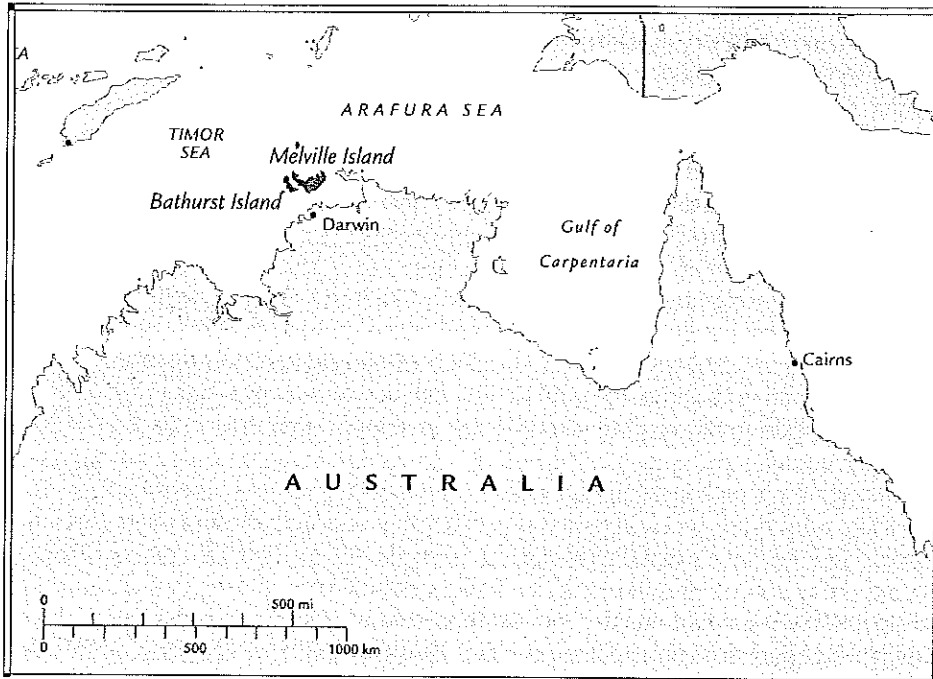 A
ARAFURA SEA
TIMOR
SEA
Melville Island
Bathurst Island
Darwin
Gulf of
Carpentaria
Cairns
AUSTRALIA
0
500 mi
0
500
1000 km